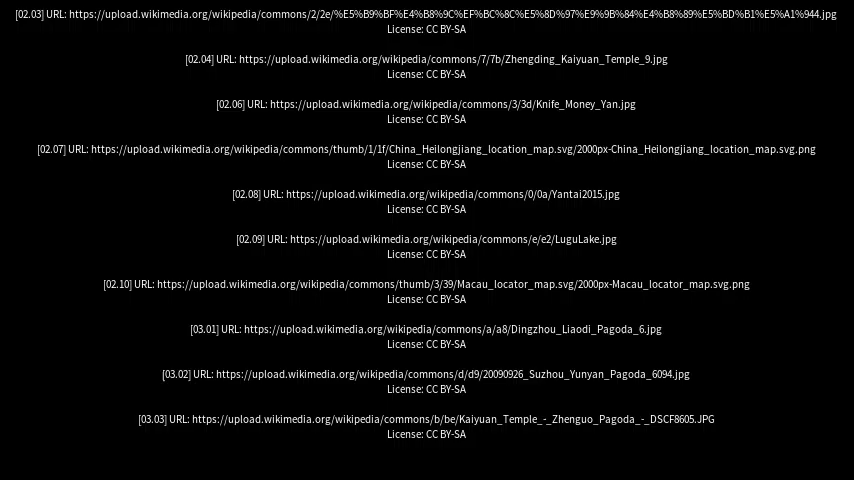 [02.03] URL: https://upload.wikimedia.org/wikipedia/commons/2/2e/%E5%B9%BF%E4%B8%9C%EF%BC%8C%E5%8D%97%E9%9B%84%E4%B8%89%E5%BD%B1%E5%A1%944.jpg
License: CC BY-SA
[02.04] URL: https://upload.wikimedia.org/wikipedia/commons/7/7b/Zhengding_Kaiyuan_Temple_9.jpg
License: CC BY-SA
[02.06] URL: https://upload.wikimedia.org/wikipedia/commons/3/3d/Knife_Money_Yan.jpg
License: CC BY-SA
[02.07] URL: https://upload.wikimedia.org/wikipedia/commons/thumb/1/1f/China_Heilongjiang_location_map.svg/2000px-China_Heilongjiang_location_map.svg.png
License: CC BY-SA
[02.08] URL: https://upload.wikimedia.org/wikipedia/commons/0/0a/Yantai2015.jpg
License: CC BY-SA
[02.09] URL: https://upload.wikimedia.org/wikipedia/commons/e/e2/LuguLake.jpg
License: CC BY-SA
[02.10] URL: https://upload.wikimedia.org/wikipedia/commons/thumb/3/39/Macau_locator_map.svg/2000px-Macau_locator_map.svg.png
License: CC BY-SA
[03.01] URL: https://upload.wikimedia.org/wikipedia/commons/a/a8/Dingzhou_Liaodi_Pagoda_6.jpg
License: CC BY-SA
[03.02] URL: https://upload.wikimedia.org/wikipedia/commons/d/d9/20090926_Suzhou_Yunyan_Pagoda_6094.jpg
License: CC BY-SA
[03.03] URL: https://upload.wikimedia.org/wikipedia/commons/b/be/Kaiyuan_Temple_-_Zhenguo_Pagoda_-_DSCF8605.JPG
License: CC BY-SA